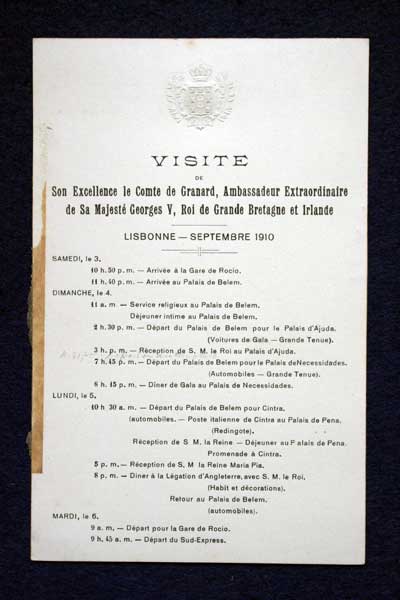 VISITE
DE
Son Excellence le Comte de Granard, Ambassadeur Extraordinaire
de Sa Majesté Georges V, Roi de Grande Bretagne et Irlande
LISBONNE — SEPTEMBRE 1910
SAMEDI, le 3.
10 h. 50 p. m. — Arrivée à la Gare de Rocio.
11 h. 40 p. m. — Arrivée au Palais de Belem.
DIMANCHE, le 4.
11 a. m. — Service religieux au Palais de Belem.
Déjeuner intime au Palais de Belem.
2 h. 30 p. m. — Départ du Palais de Belem pour le Palais d'Ajuda.
(Voitures de Gala — Grande Tenue).
3 h. p. m. — Réception de S. M. le Roi au Palais d'Ajuda.
7 h. 45 p. m. — Départ du Palais de Belem pour le Palais de Necessidades.
(Automobiles — Grande Tenue).
8 h. 15 p. m. — Diner de Gala au Palais de Necessidades.
LUNDI, le 5.
10 h. 30 a. m. — Départ du Palais de Belem pour Cintra.
(automobiles. — Poste italienne de Cintra au Palais de Pena.
(Redingote).
Réception de S. M. la Reine — Déjeuner au Palais de Pena.
Promenade à Cintra.
5 p. m. — Réception de S. M. la Reine Maria Pia.
8 p. m. — Diner à la Légation d'Angleterre, avec S. M. le Roi.
(Habit et décorations).
Retour au Palais de Belem.
(automobiles).
MARDI, le 6.
9 a. m. — Départ pour la Gare de Rocio.
9 h. 45 a. m. — Départ du Sud-Express.